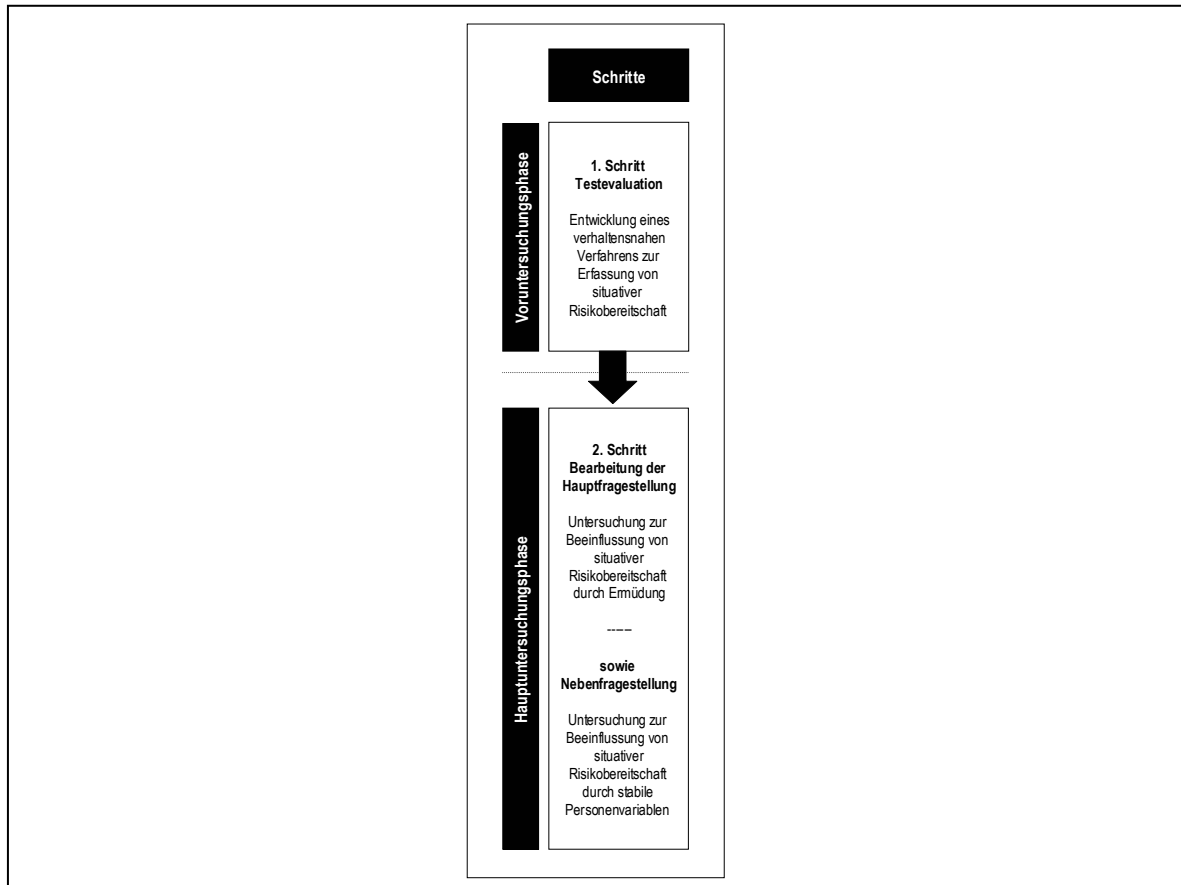 Schritte
Voruntersuchungsphase
1. Schritt
Testevaluation
Entwicklung eines
verhaltensnahen
Verfahrens zur
Erfassung von
situativer
Risikobereitschaft
Hauptuntersuchungsphase
2. Schritt
Bearbeitung der
Hauptfragestellung
Untersuchung zur
Beeinflussung von
situativer
Risikobereitschaft
durch Ermüdung
------
sowie
Nebenfragestellung
Untersuchung zur
Beeinflussung von
situativer
Risikobereitschaft
durch stabile
Personenvariablen